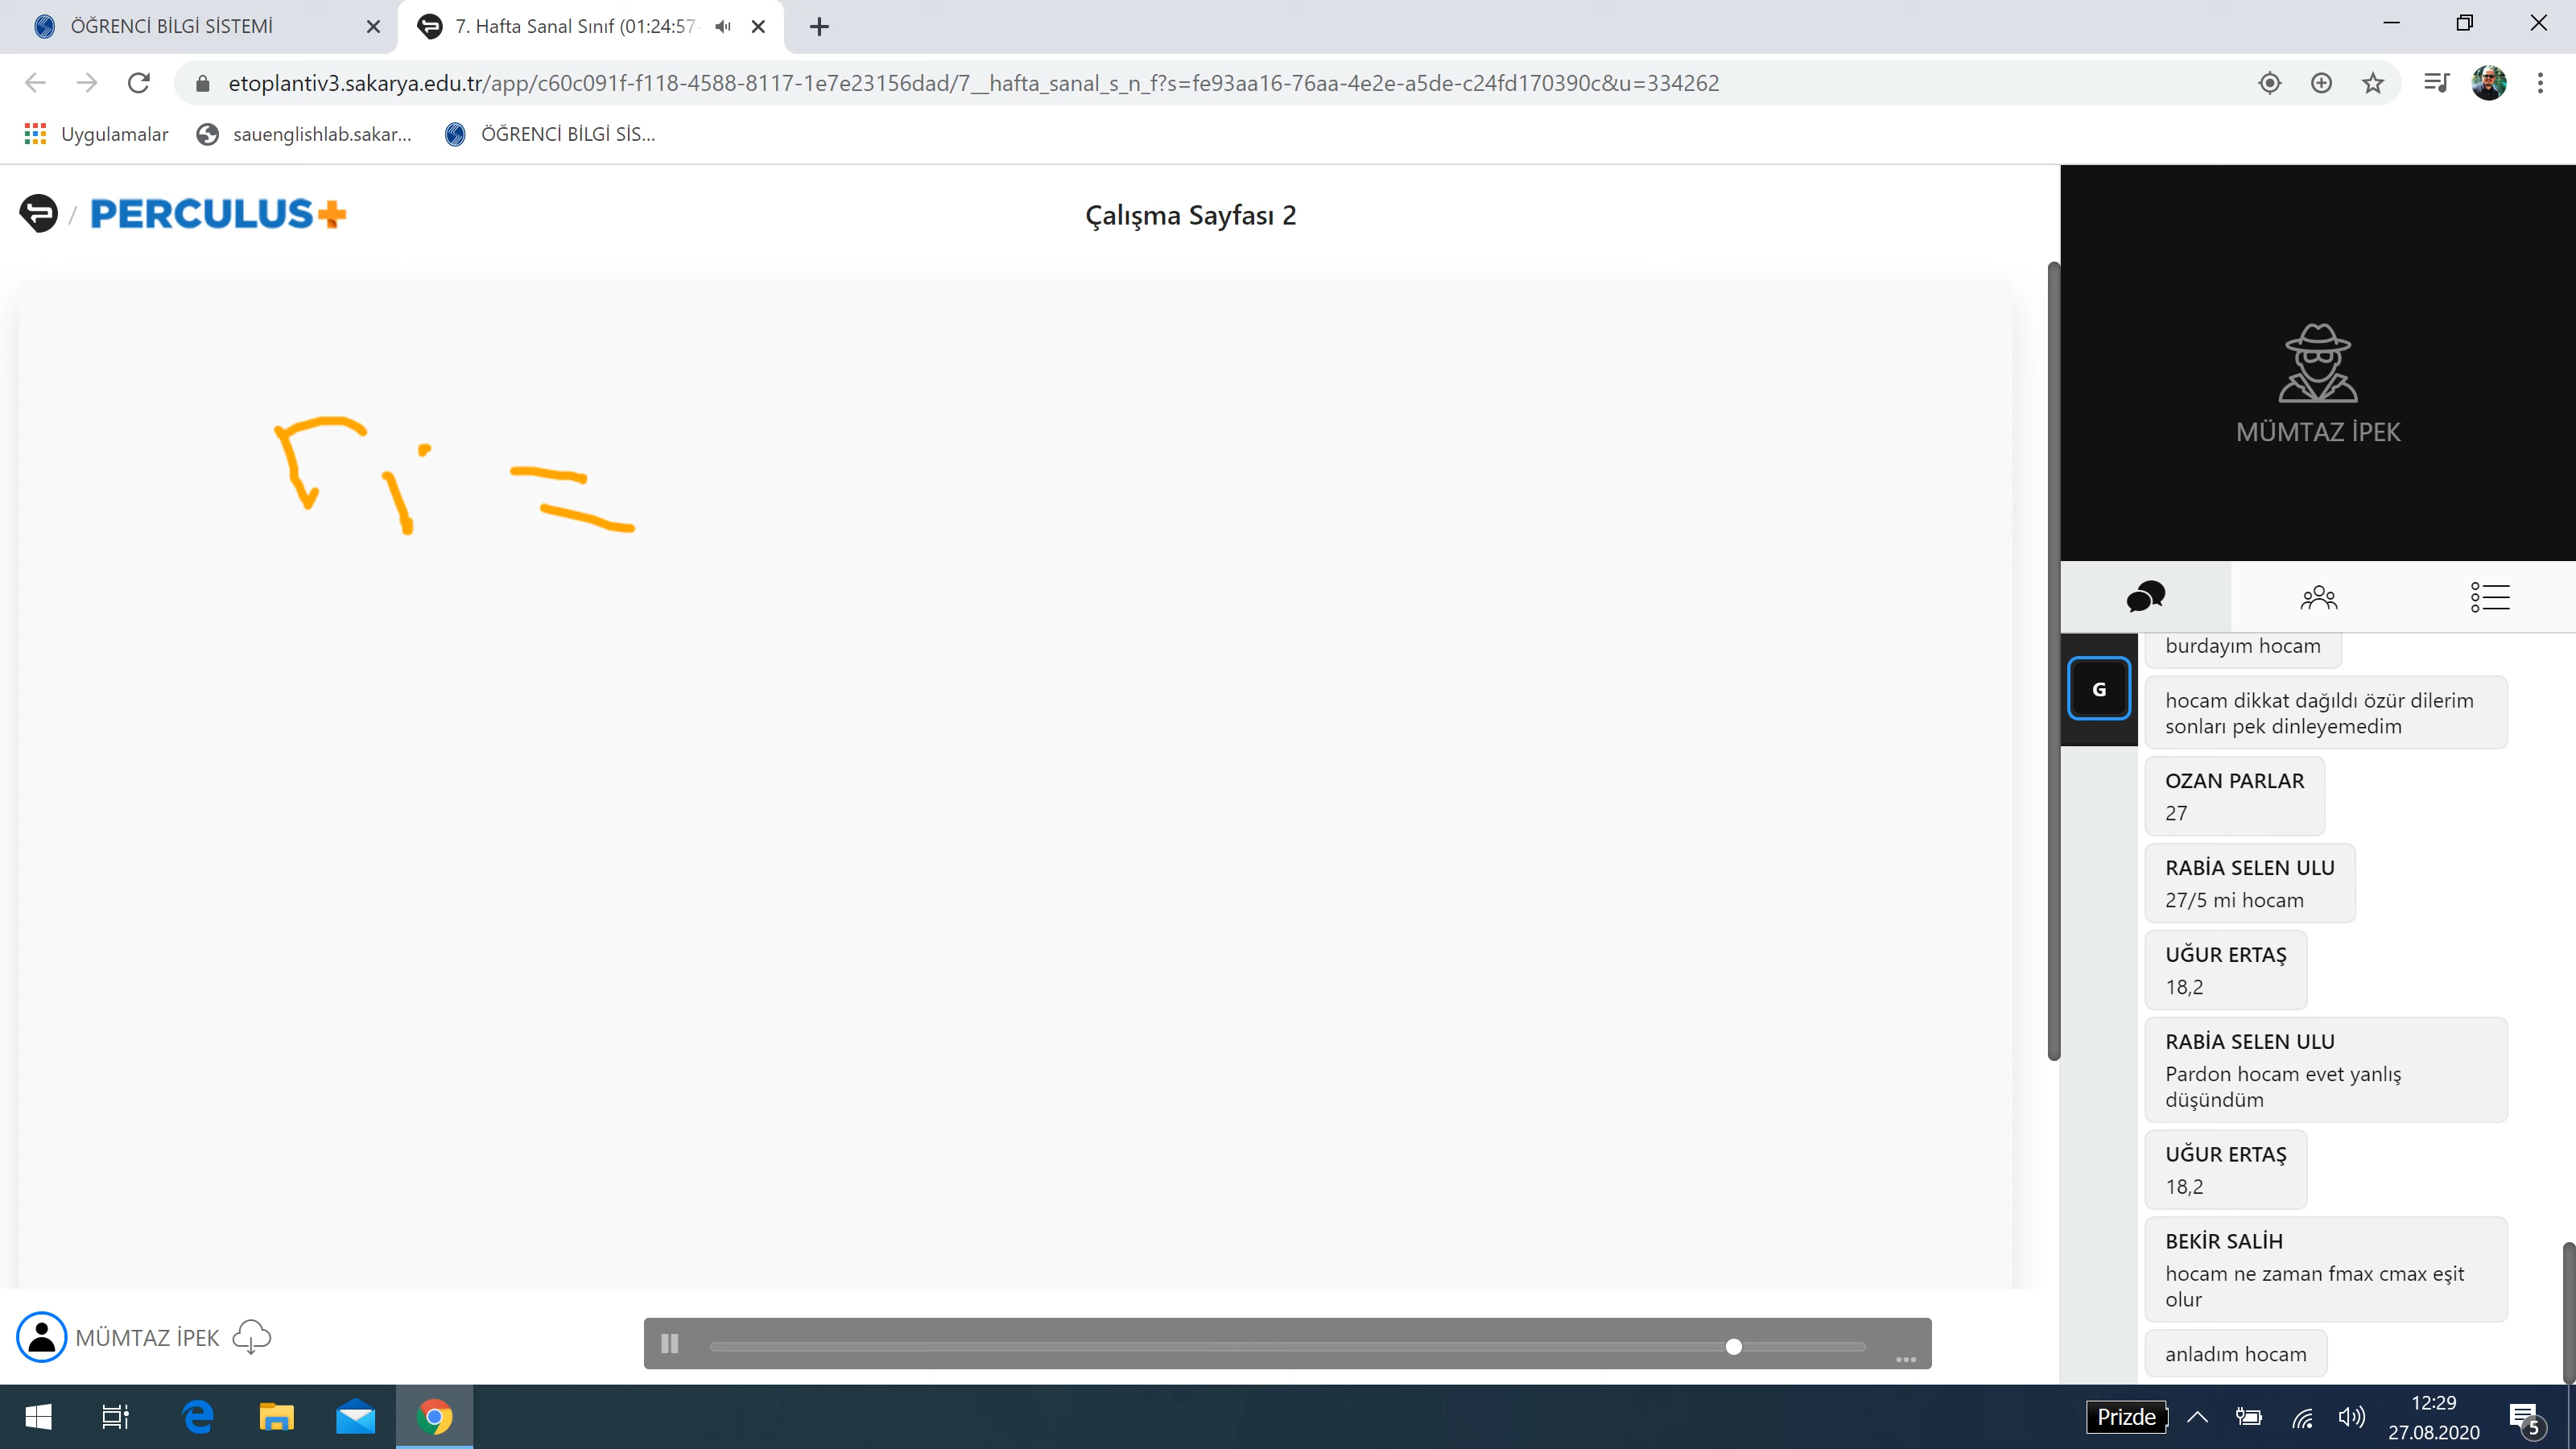 ÖĞRENCİ BİLGİ SİSTEMİ
7. Hafta Sanal Sınıf (01:24:57
etoplantiv3.sakarya.edu.tr/app/c60c091f-f118-4588-8117-1e7e23156dad/7__hafta_sanal_s_n_f?s=fe93aa16-76aa-4e2e-a5de-c24fd170390c&u=334262
Uygulamalar
sauenglishlab.sakar...
ÖĞRENCİ BİLGİ SİS...
/ PERCULUS+
Çalışma Sayfası 2
MÜMTAZ İPEK
G
burdayım hocam
hocam dikkat dağıldı özür dilerim
sonları pek dinleyemedim
OZAN PARLAR
27
RABİA SELEN ULU
27/5 mi hocam
UĞUR ERTAŞ
18,2
RABİA SELEN ULU
Pardon hocam evet yanlış
düşündüm
UĞUR ERTAŞ
18,2
BEKİR SALİH
hocam ne zaman fmax cmax eşit
olur
anladım hocam
MÜMTAZ İPEK
Prizde
12:29
27.08.2020
5